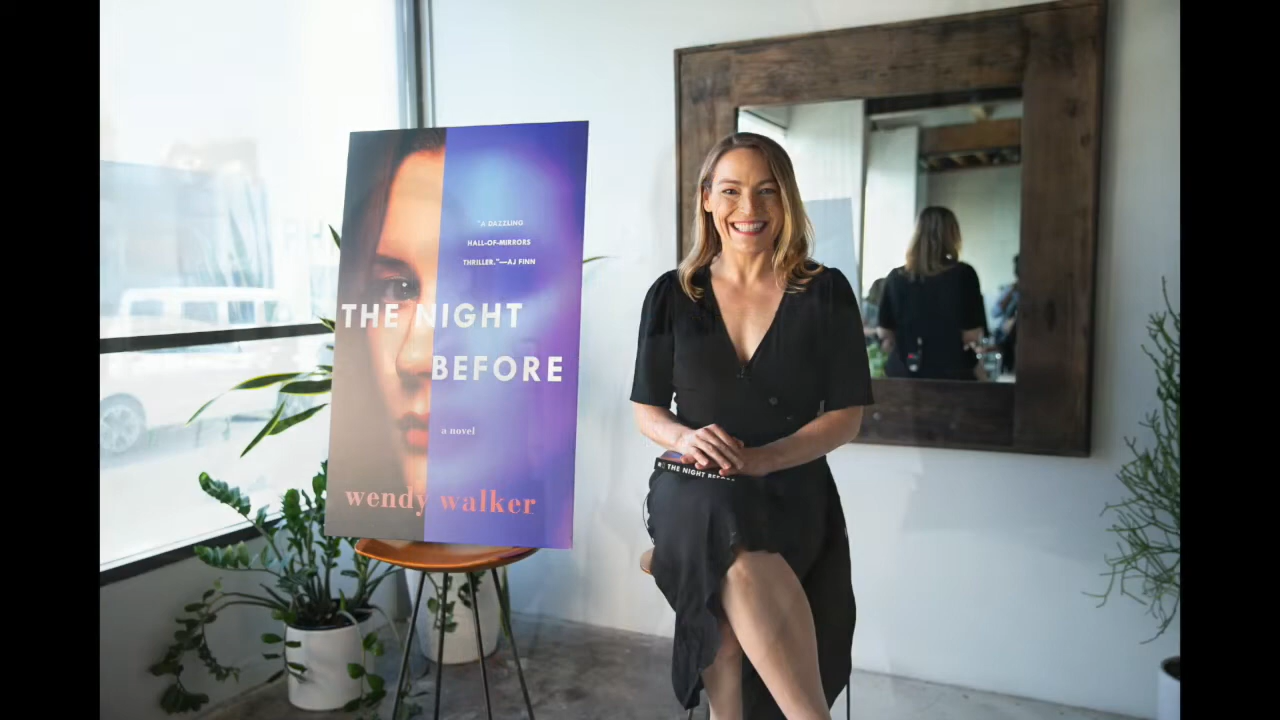 "A DAZZLING
HALL-OF-MIRRORS
THRILLER."—AJ FINN
THE NIGHT
BEFORE
a novel
wendy walker
THE NIGHT BEFORE